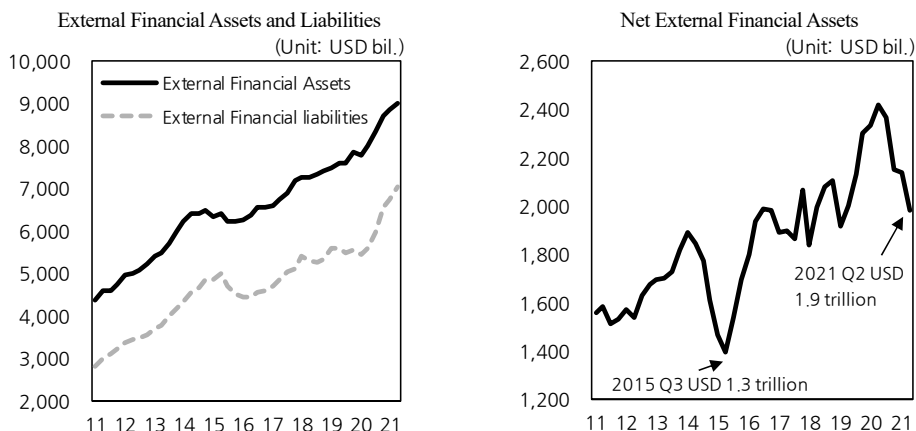 External Financial Assets and Liabilities
(Unit: USD bil.)
10,000
9,000
8,000
7,000
6,000
5,000
4,000
3,000
2,000
External Financial Assets
External Financial liabilities
11 12 13 14 15 16 17 18 19 20 21
Net External Financial Assets
(Unit: USD bil.)
2,600
2,400
2,200
2,000
1,800
1,600
1,400
1,200
2021 Q2 USD
1.9 trillion
2015 Q3 USD 1.3 trillion
11 12 13 14 15 16 17 18 19 20 21